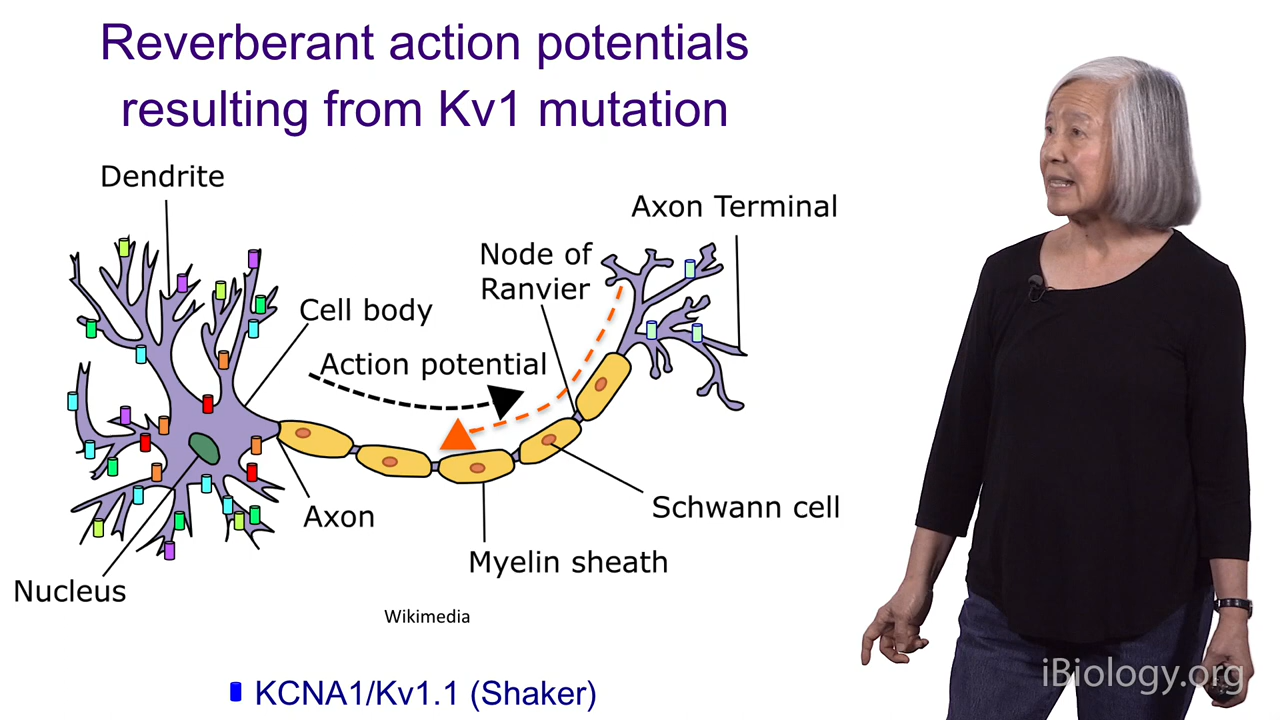 Reverberant action potentials
resulting from Kv1 mutation
Dendrite
Axon Terminal
Node of
Ranvier
Cell body
Action potential
Schwann cell
Axon
Myelin sheath
Nucleus
Wikimedia
KCNA1/Kv1.1 (Shaker)
iBiology.org